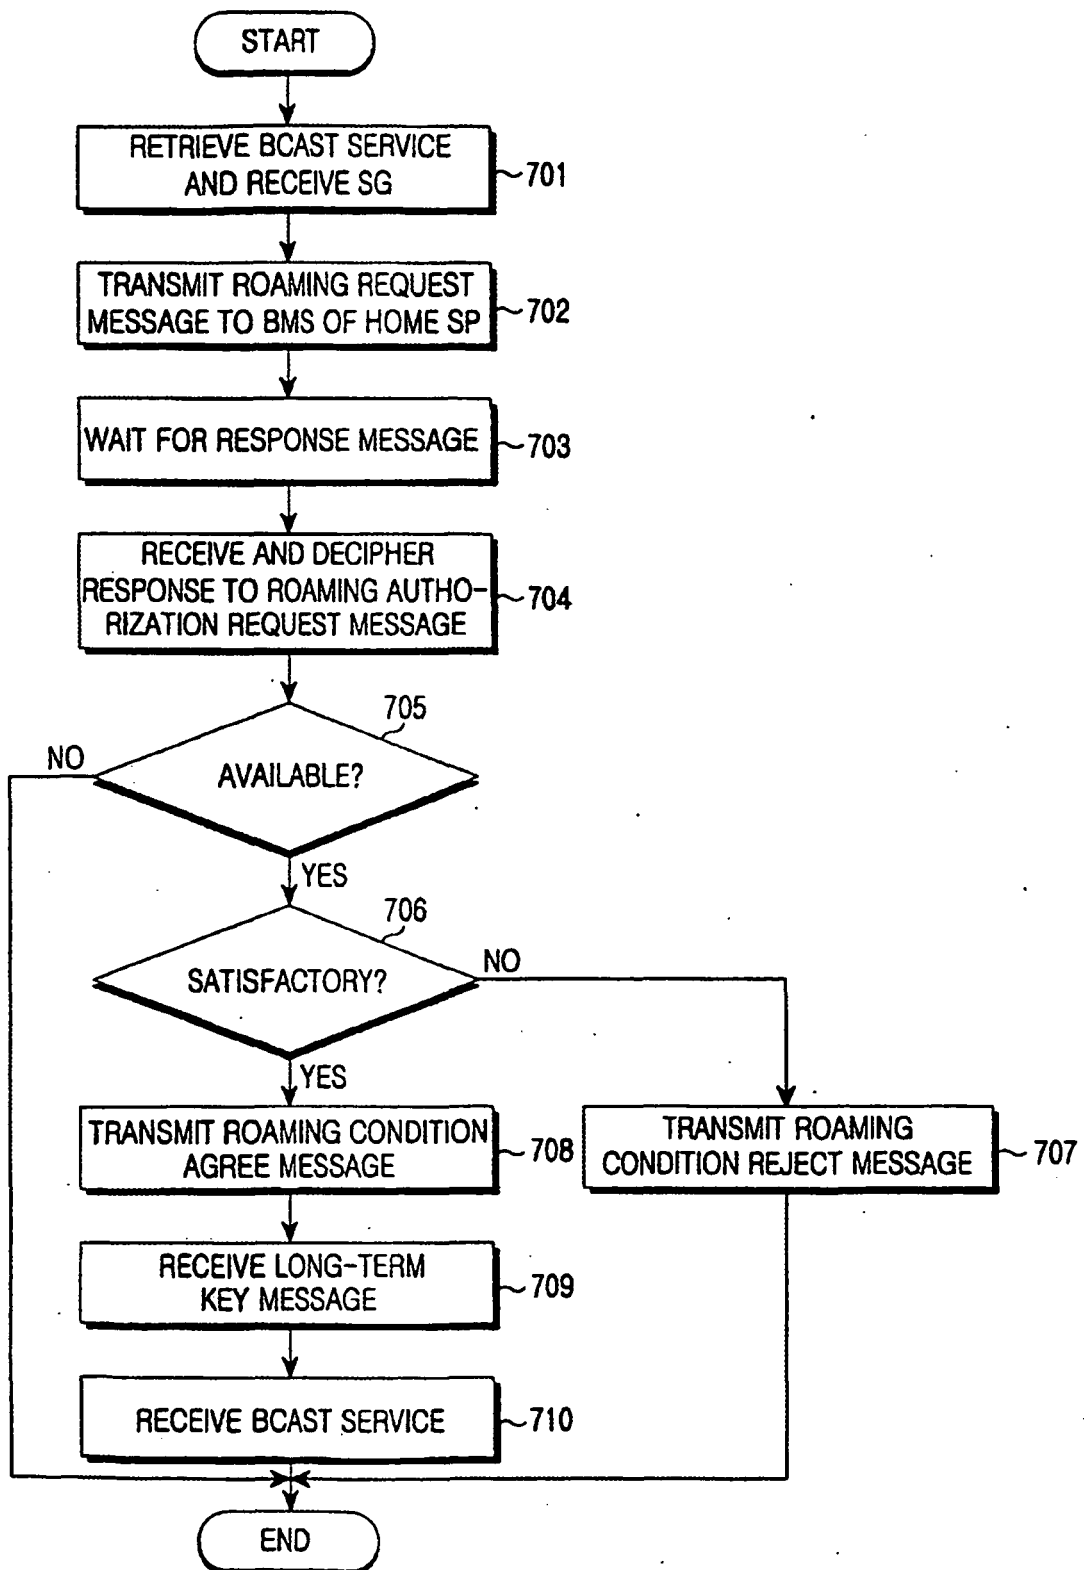 START
RETRIEVE BCAST SERVICE
AND RECEIVE SG
701
TRANSMIT ROAMING REQUEST
MESSAGE TO BMS OF HOME SP
702
WAIT FOR RESPONSE MESSAGE
703
RECEIVE AND DECIPHER
RESPONSE TO ROAMING AUTHO-
RIZATION REQUEST MESSAGE
704
705
NO
AVAILABLE?
YES
706
SATISFACTORY?
NO
YES
TRANSMIT ROAMING CONDITION
AGREE MESSAGE
708
TRANSMIT ROAMING
CONDITION REJECT MESSAGE
707
RECEIVE LONG-TERM
KEY MESSAGE
709
RECEIVE BCAST SERVICE
710
END